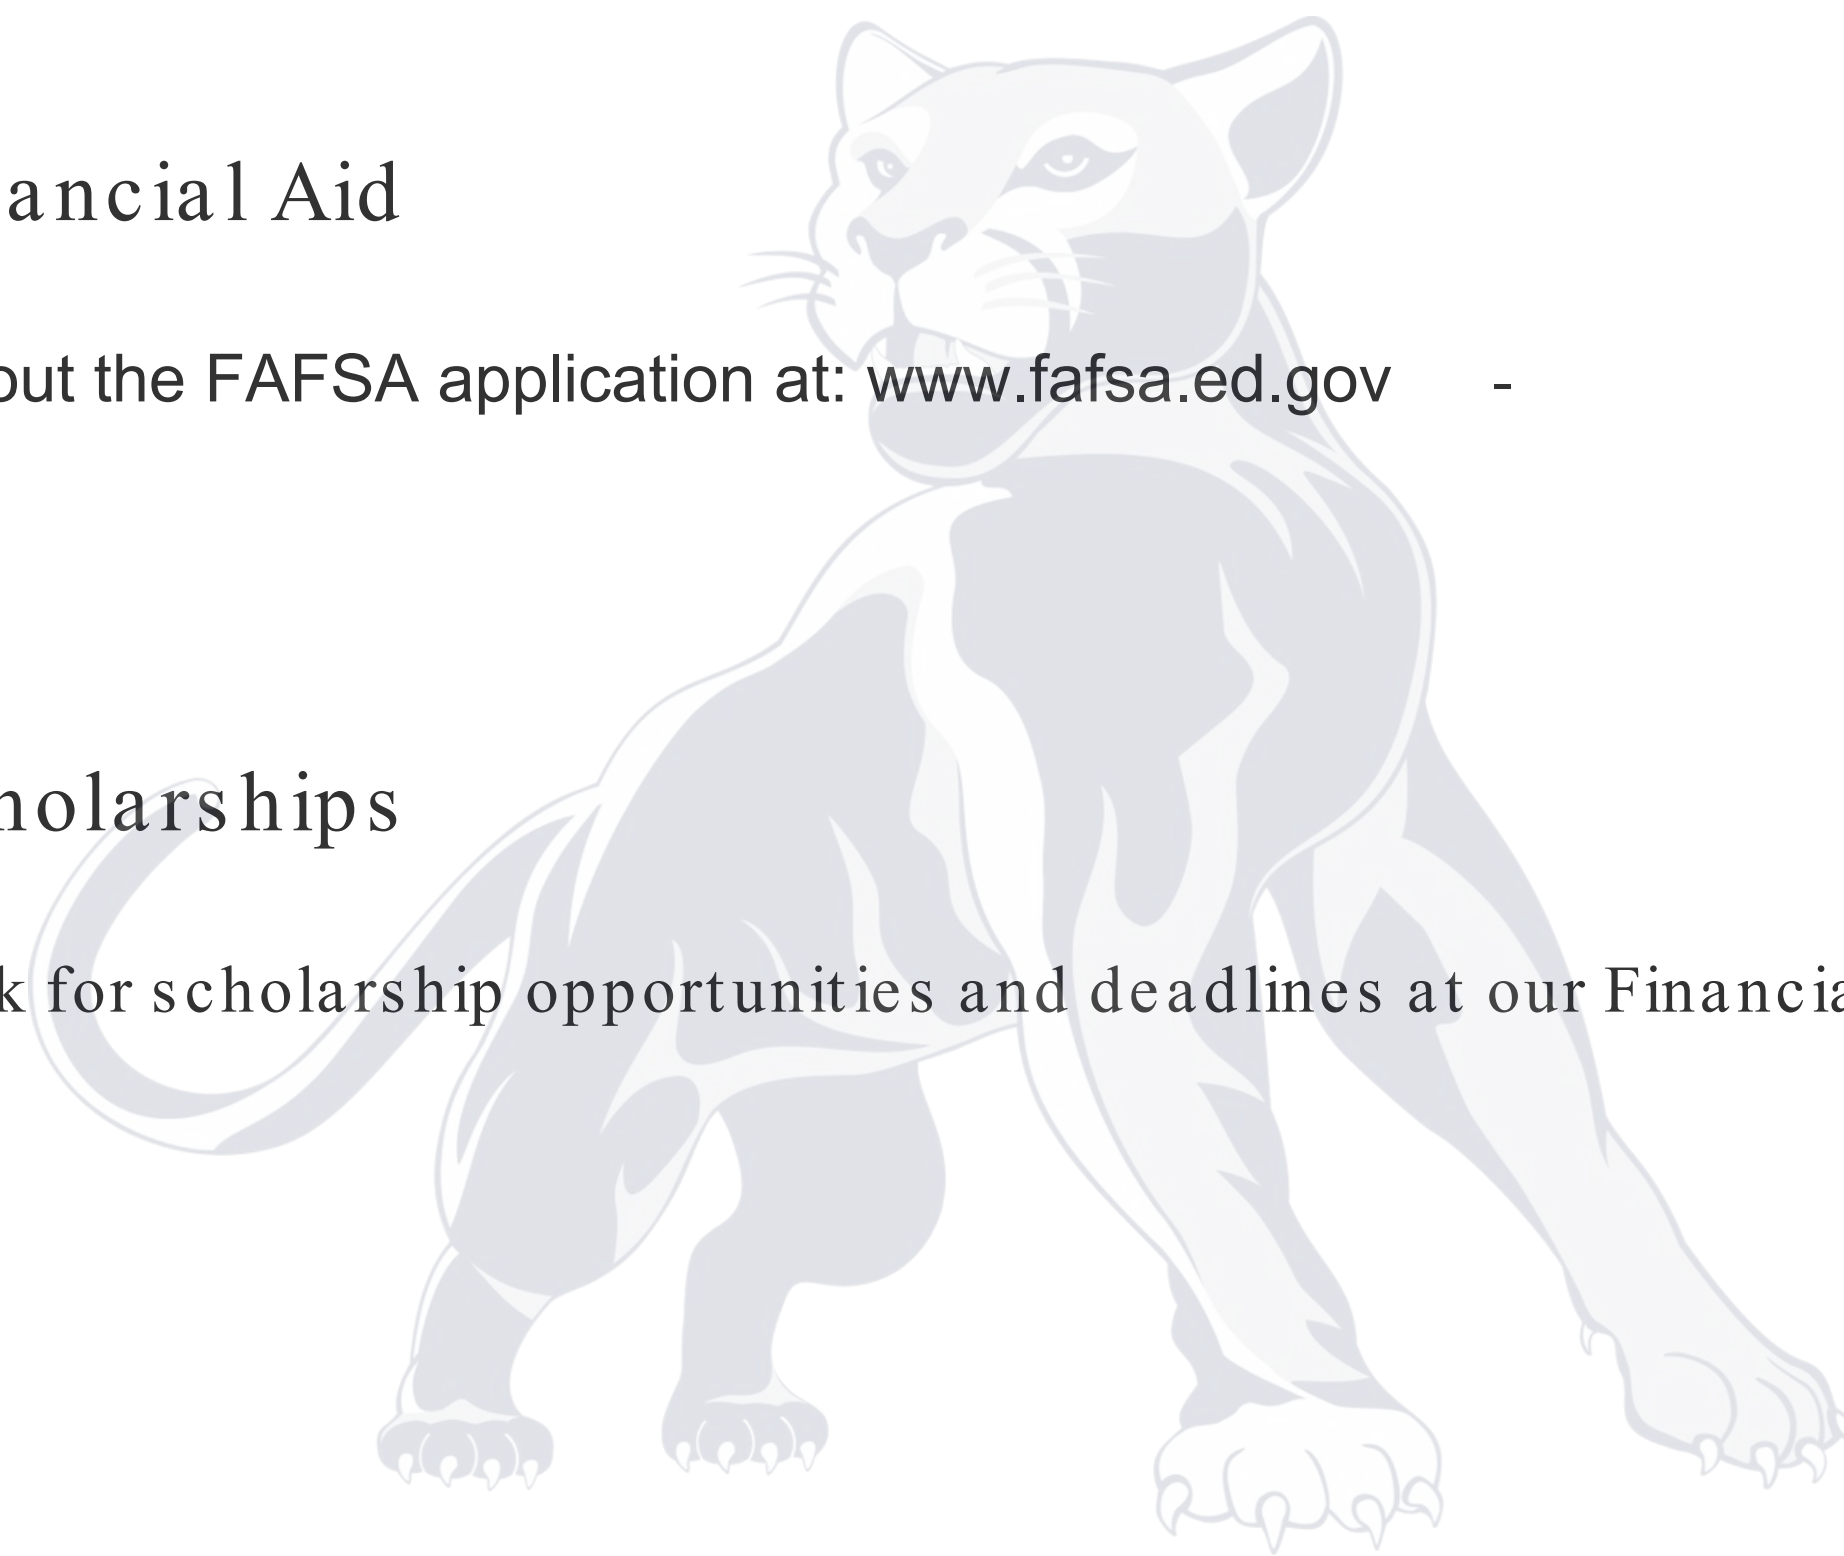 ancial Aid
out the FAFSA application at: www.fafsa.ed.gov -
holarships
k for scholarship opportunities and deadlines at our Financia